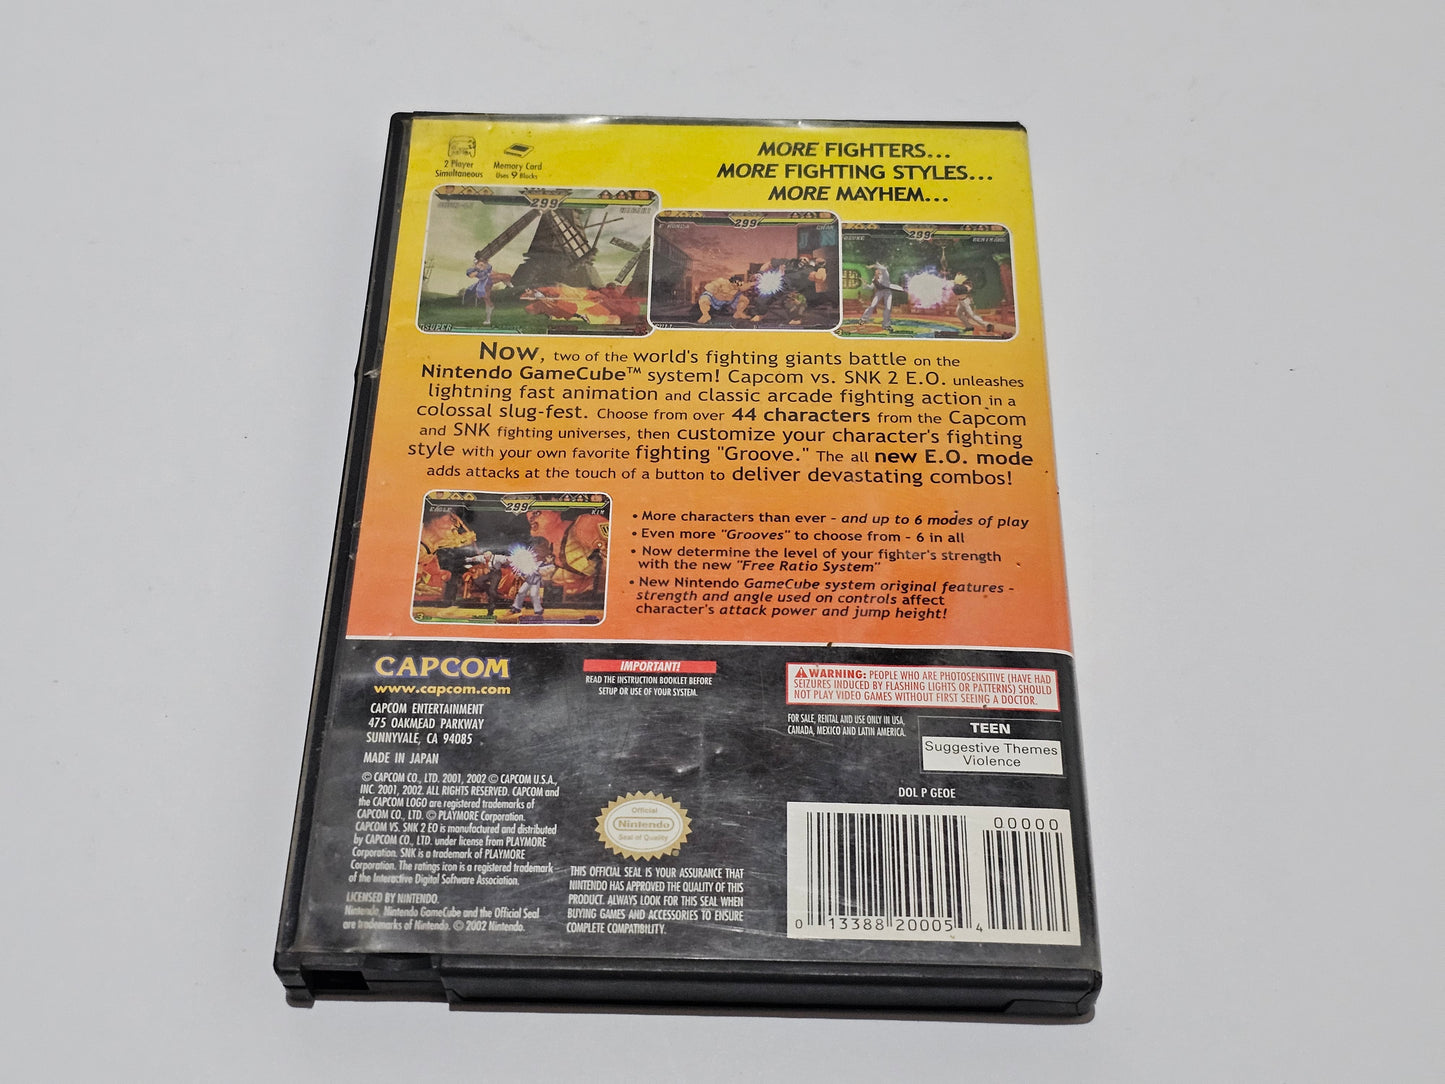 2 Player
Simultaneous
Memory Card
Uses 9 Blocks
MORE FIGHTERS...
MORE FIGHTING STYLES...
MORE MAYHEM...
299
SUPER
E HONDA
299
299
Now, two of the world's fighting giants battle on the
Nintendo GameCube™ system! Capcom vs. SNK 2 E.O. unleashes
lightning fast animation and classic arcade fighting action in a
colossal slug-fest. Choose from over 44 characters from the Capcom
and SNK fighting universes, then customize your character's fighting
style with your own favorite fighting "Groove." The all new E.O. mode
adds attacks at the touch of a button to deliver devastating combos!
EAGLE
299
KIM
• More characters than ever - and up to 6 modes of play
• Even more "Grooves" to choose from - 6 in all
• Now determine the level of your fighter's strength
with the new "Free Ratio System"
• New Nintendo GameCube system original features -
strength and angle used on controls affect
character's attack power and jump height!
CAPCOM
www.capcom.com
CAPCOM ENTERTAINMENT
475 OAKMEAD PARKWAY
SUNNYVALE, CA 94085
MADE IN JAPAN
© CAPCOM CO., LTD. 2001, 2002 © CAPCOM U.S.A.,
INC. 2001, 2002. ALL RIGHTS RESERVED. CAPCOM and
the CAPCOM LOGO are registered trademarks of
CAPCOM CO., LTD. © PLAYMORE Corporation.
CAPCOM VS. SNK 2 EO is manufactured and distributed
by CAPCOM CO., LTD. under license from PLAYMORE
Corporation. SNK is a trademark of PLAYMORE
Corporation. The ratings icon is a registered trademark
of the Interactive Digital Software Association.
LICENSED BY NINTENDO.
Nintendo, Nintendo GameCube and the Official Seal
are trademarks of Nintendo. © 2002 Nintendo.
IMPORTANT!
READ THE INSTRUCTION BOOKLET BEFORE
SETUP OR USE OF YOUR SYSTEM.
Official
Nintendo
Seal of Quality
®
THIS OFFICIAL SEAL IS YOUR ASSURANCE THAT
NINTENDO HAS APPROVED THE QUALITY OF THIS
PRODUCT. ALWAYS LOOK FOR THIS SEAL WHEN
BUYING GAMES AND ACCESSORIES TO ENSURE
COMPLETE COMPATIBILITY.
WARNING: PEOPLE WHO ARE PHOTOSENSITIVE (HAVE HAD
SEIZURES INDUCED BY FLASHING LIGHTS OR PATTERNS) SHOULD
NOT PLAY VIDEO GAMES WITHOUT FIRST SEEING A DOCTOR.
FOR SALE, RENTAL AND USE ONLY IN USA,
CANADA, MEXICO AND LATIN AMERICA.
TEEN
Suggestive Themes
Violence
DOL P GEOE
00000
0 13388 20005 4